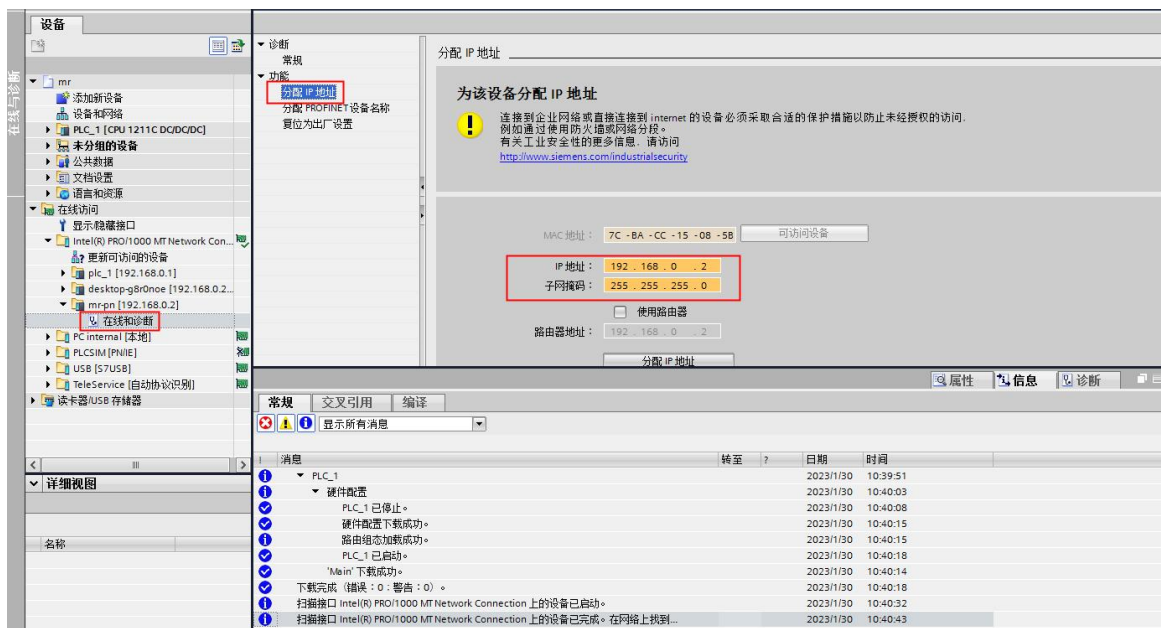 设备
在线与诊断
mr
添加新设备
设备和网络
PLC_1 [CPU 1211C DC/DC/DC]
未分组的设备
公共数据
文档设置
语言和资源
在线访问
显示/隐藏接口
Intel(R) PRO/1000 MT Network Con...
更新可访问的设备
plc_1 [192.168.0.1]
desktop-g8r0noe [192.168.0.2...
mr-pn [192.168.0.2]
在线和诊断
PC internal [本地]
PLCSIM [PN/IE]
USB [S7USB]
TeleService [自动协议识别]
读卡器/USB 存储器
详细视图
名称
诊断
常规
功能
分配 IP 地址
分配 PROFINET 设备名称
复位为出厂设置
分配 IP 地址
为该设备分配 IP 地址
连接到企业网络或直接连接到 internet 的设备必须采取合适的保护措施以防止未经授权的访问.
例如通过使用防火墙或网络分段。
有关工业安全性的更多信息. 请访问
http://www.siemens.com/industrialsecurity
MAC 地址： 7C -BA -CC -15 -08 -5B 可访问设备
IP 地址： 192 . 168 . 0 . 2
子网掩码： 255 . 255 . 255 . 0
使用路由器
路由器地址： 192 . 168 . 0 . 2
分配 IP 地址
属性 信息 诊断
常规 交叉引用 编译
显示所有消息
! 消息 转至 ? 日期 时间
PLC_1 2023/1/30 10:39:51
硬件配置 2023/1/30 10:40:03
PLC_1 已停止。 2023/1/30 10:40:08
硬件配置下载成功。 2023/1/30 10:40:15
路由组态加载成功。 2023/1/30 10:40:15
PLC_1 已启动。 2023/1/30 10:40:18
'Main' 下载成功。 2023/1/30 10:40:14
下载完成（错误：0：警告：0）。 2023/1/30 10:40:18
扫描接口 Intel(R) PRO/1000 MT Network Connection 上的设备已启动。 2023/1/30 10:40:32
扫描接口 Intel(R) PRO/1000 MT Network Connection 上的设备已完成。在网络上找到... 2023/1/30 10:40:43